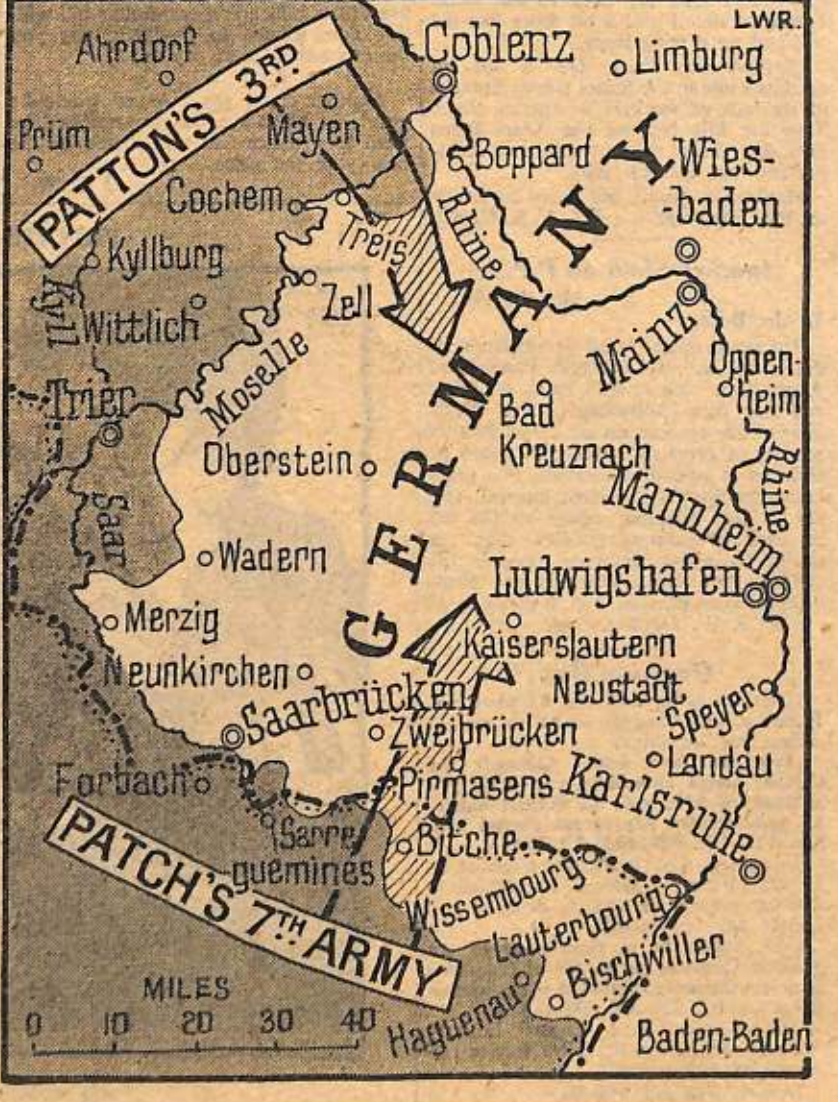 LWR.
Ahrdorf
PATTON'S 3RD
Coblenz
Limburg
Prüm
Mayen
Boppard
Wies-
-baden
Cochem
Treis
Rhine
Kyllburg
Kyll
Zell
Wittlich
Moselle
Mainz
Oppen-
heim
Trier
Bad
Kreuznach
Oberstein
GERMANY
Rhine
Mannheim
Saar
Wadern
Ludwigshafen
Merzig
Kaiserslautern
Neunkirchen
Neustadt
Saarbrücken
Speyer
Zweibrücken
Landau
Forbach
Pirmasens
Karlsruhe
Sarre
guemines
Bitche
PATCH'S 7TH ARMY
Wissembourg
Lauterbourg
Bischwiller
Haguenau
Baden-Baden
MILES
0 10 20 30 40